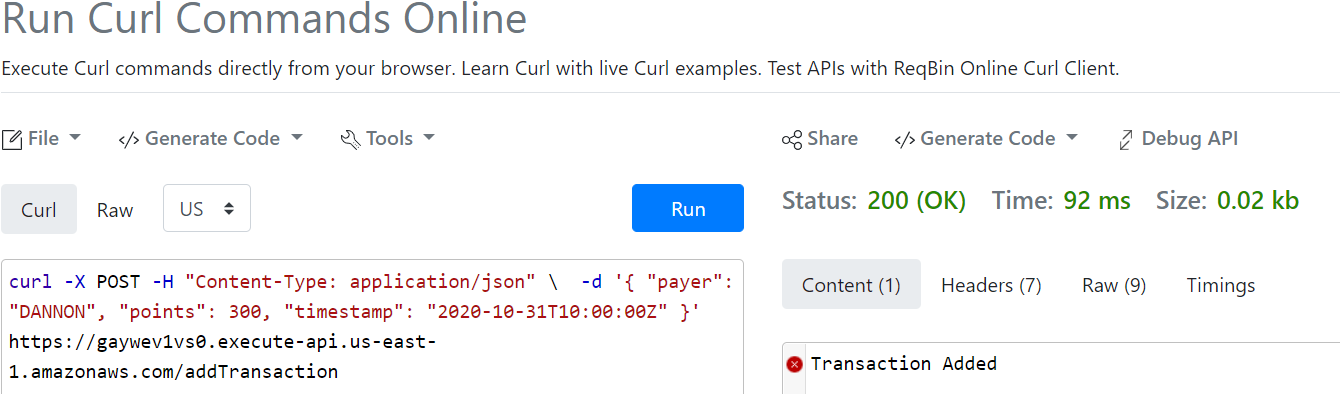 Run Curl Commands Online
Execute Curl commands directly from your browser. Learn Curl with live Curl examples. Test APIs with ReqBin Online Curl Client.
File </> Generate Code Tools
Share </> Generate Code Debug API
Curl Raw US Run
Status: 200 (OK) Time: 92 ms Size: 0.02 kb
curl -X POST -H "Content-Type: application/json" \  -d '{ "payer":
"DANNON", "points": 300, "timestamp": "2020-10-31T10:00:00Z" }'
https://gaywev1vs0.execute-api.us-east-
1.amazonaws.com/addTransaction
Content (1) Headers (7) Raw (9) Timings
Transaction Added